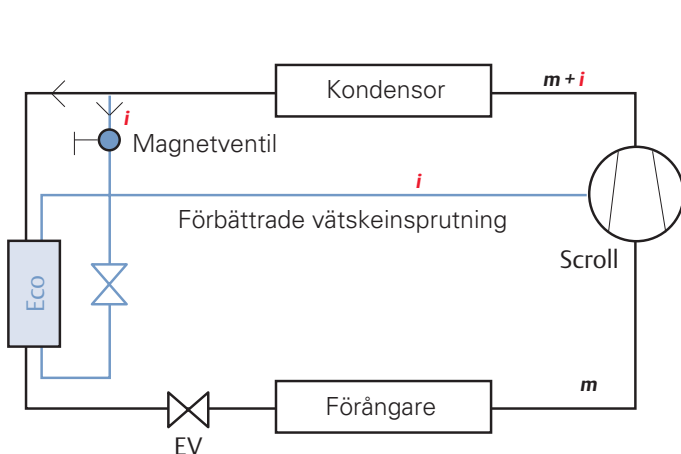 Kondensor
m + i
i
Magnetventil
i
Förbättrade vätskeinsprutning
Scroll
Eco
m
Förångare
EV